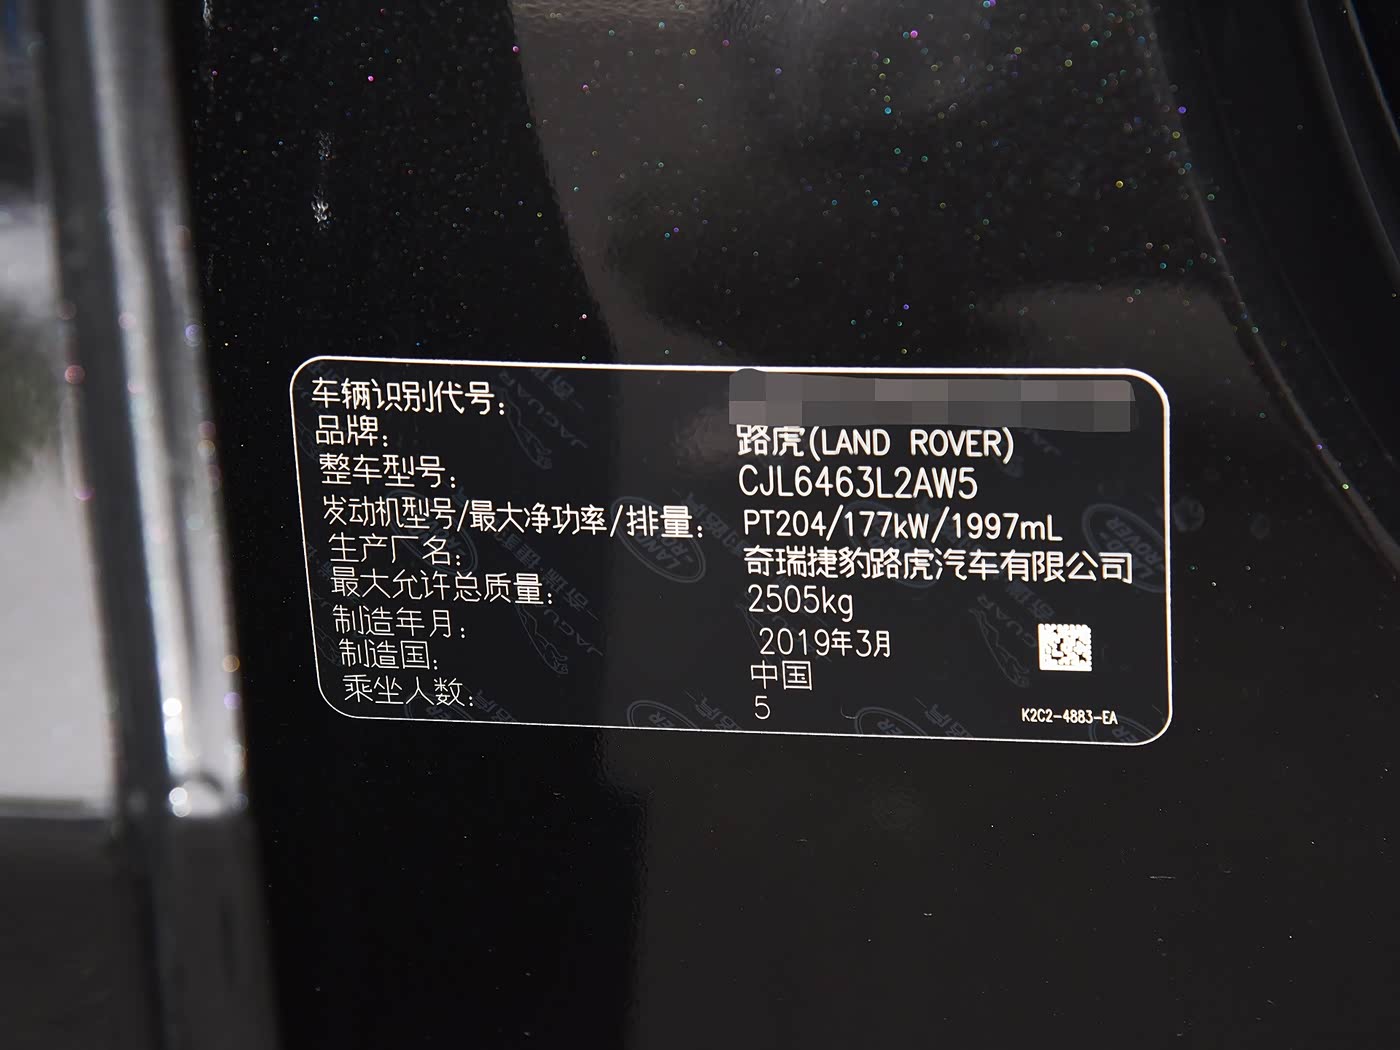 车辆识别代号:
品牌: 路虎(LAND ROVER)
整车型号: CJL6463L2AW5
发动机型号/最大净功率/排量: PT204/177kW/1997mL
生产厂名: 奇瑞捷豹路虎汽车有限公司
最大允许总质量: 2505kg
制造年月: 2019年3月
制造国: 中国
乘坐人数: 5
K2C2-4883-EA